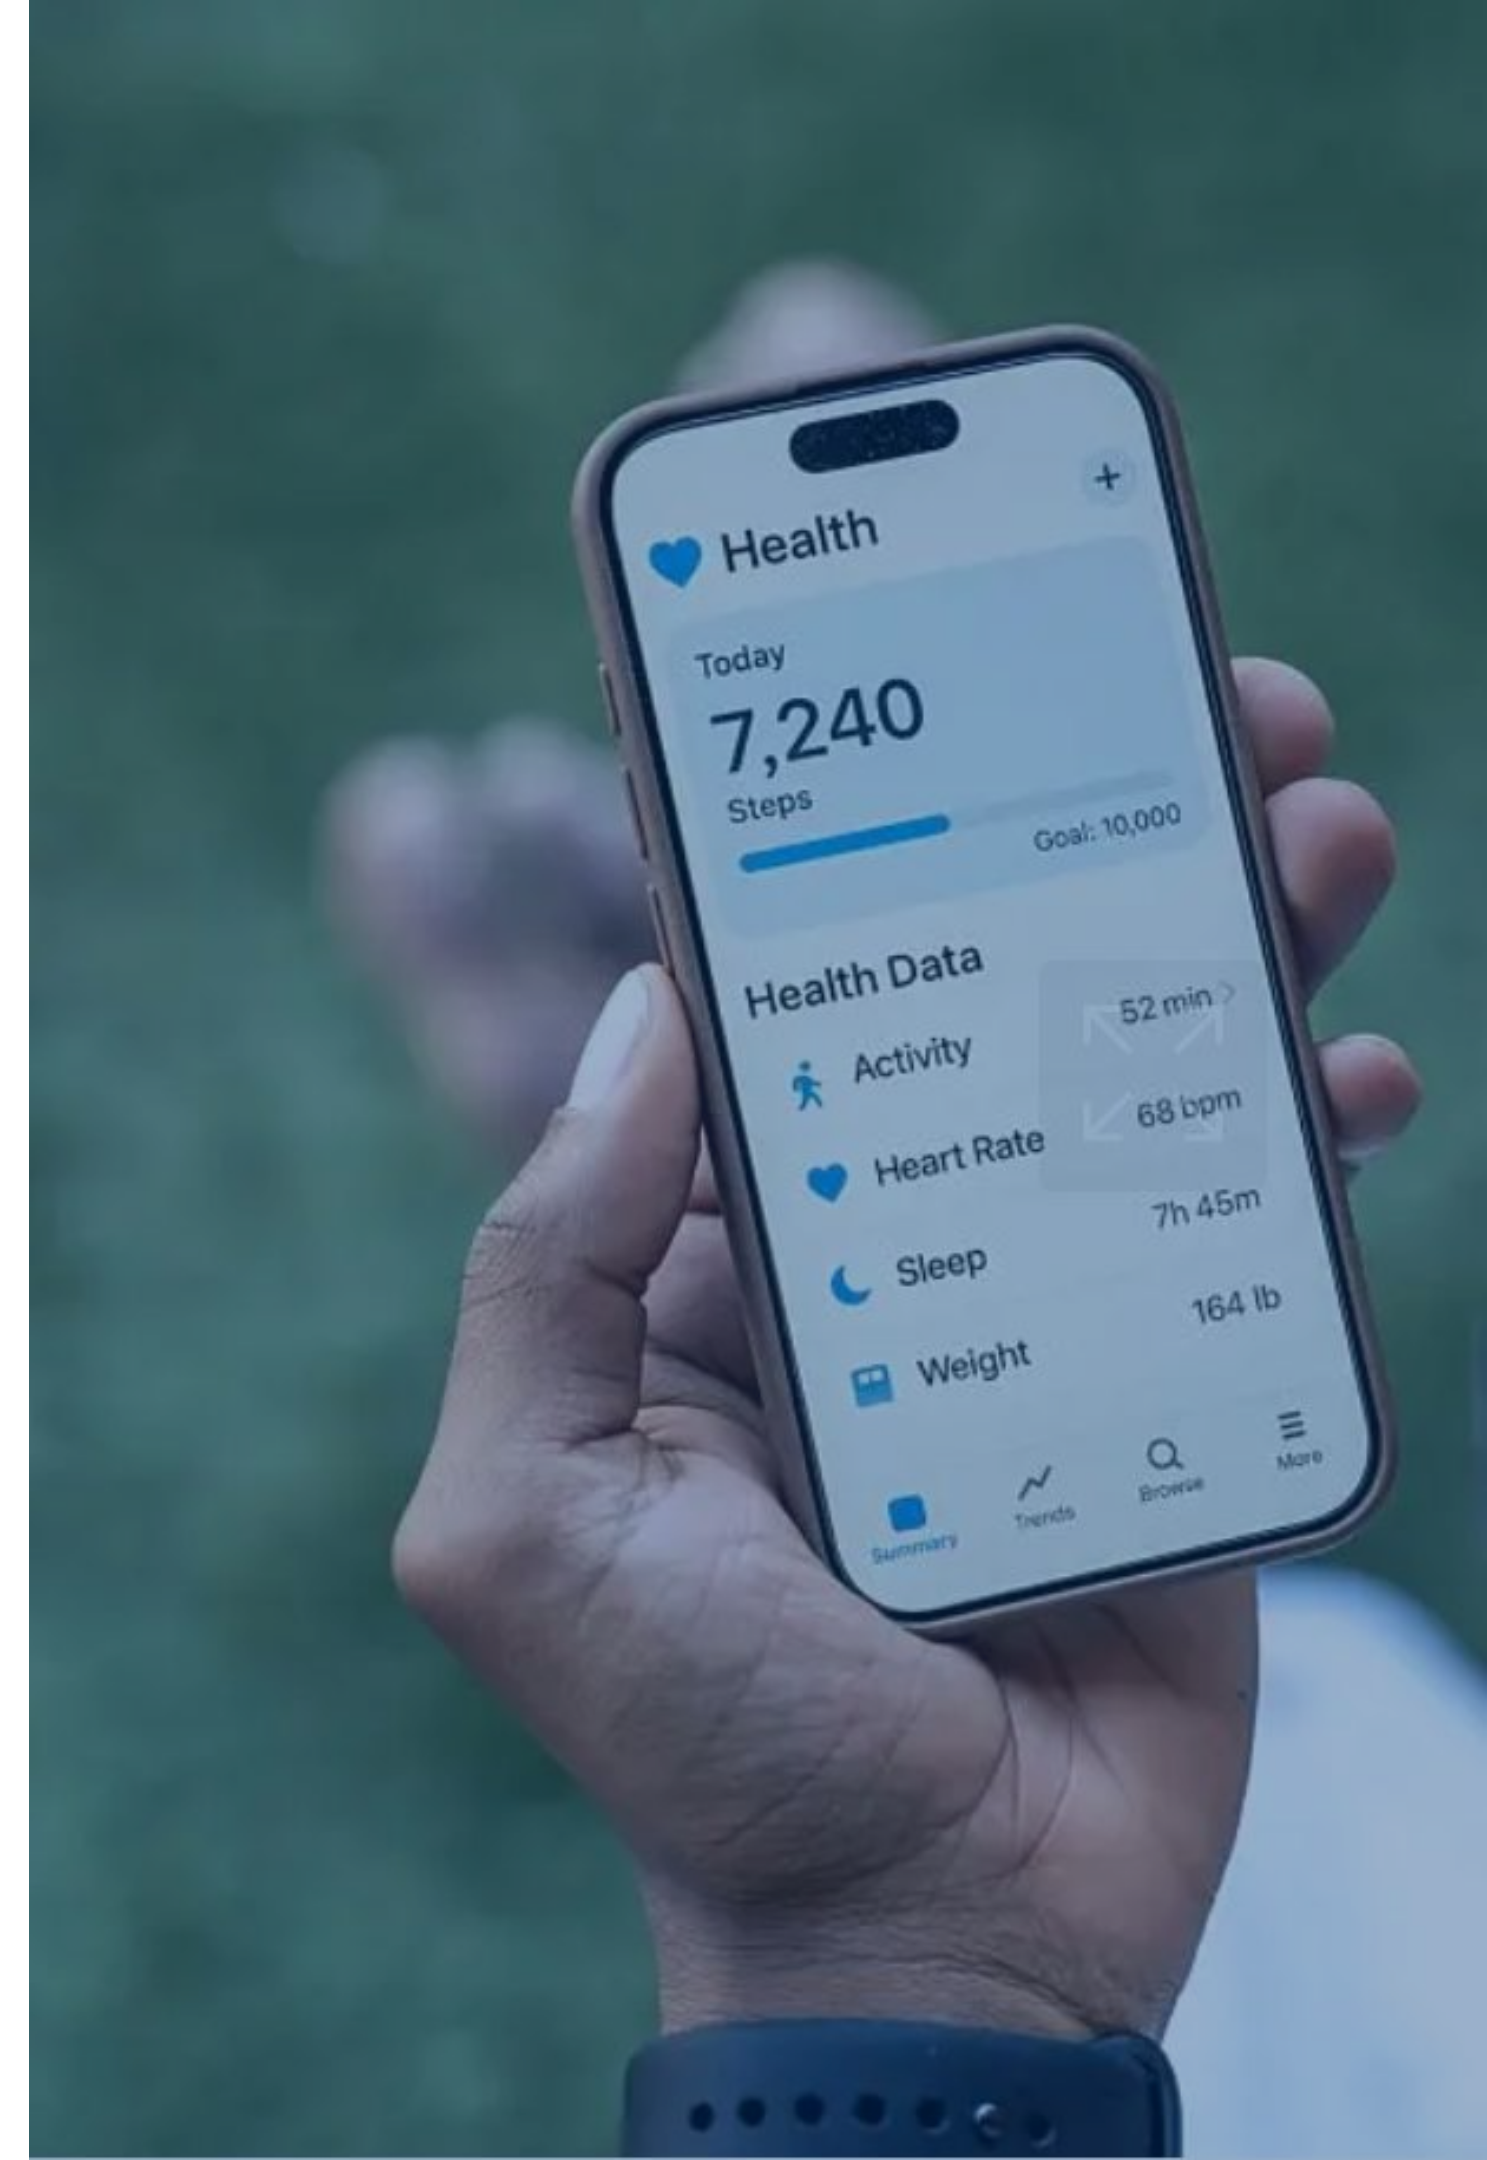 Health
Today
7,240
Steps
Goal: 10,000
Health Data
Activity 52 min
Heart Rate 68 bpm
Sleep 7h 45m
Weight 164 lb
Summary Trends Browse More